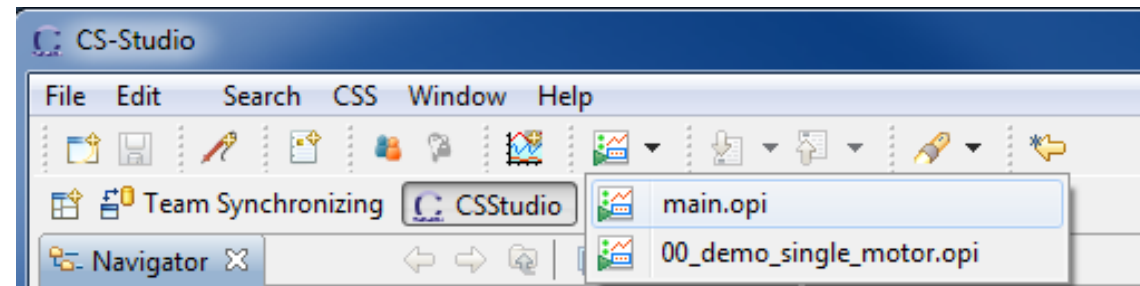 CS-Studio
File Edit Search CSS Window Help
Team Synchronizing CSStudio
main.opi
Navigator
00_demo_single_motor.opi